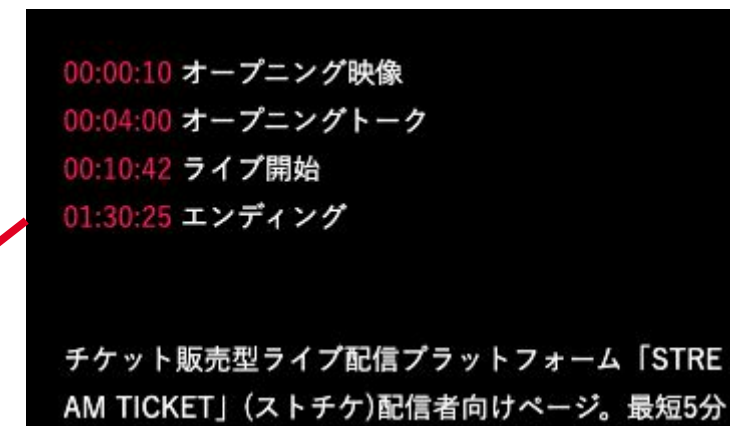 00:00:10 オープニング映像
00:04:00 オープニングトーク
00:10:42 ライブ開始
01:30:25 エンディング
チケット販売型ライブ配信プラットフォーム「STRE
AM TICKET」(ストチケ)配信者向けページ。最短5分